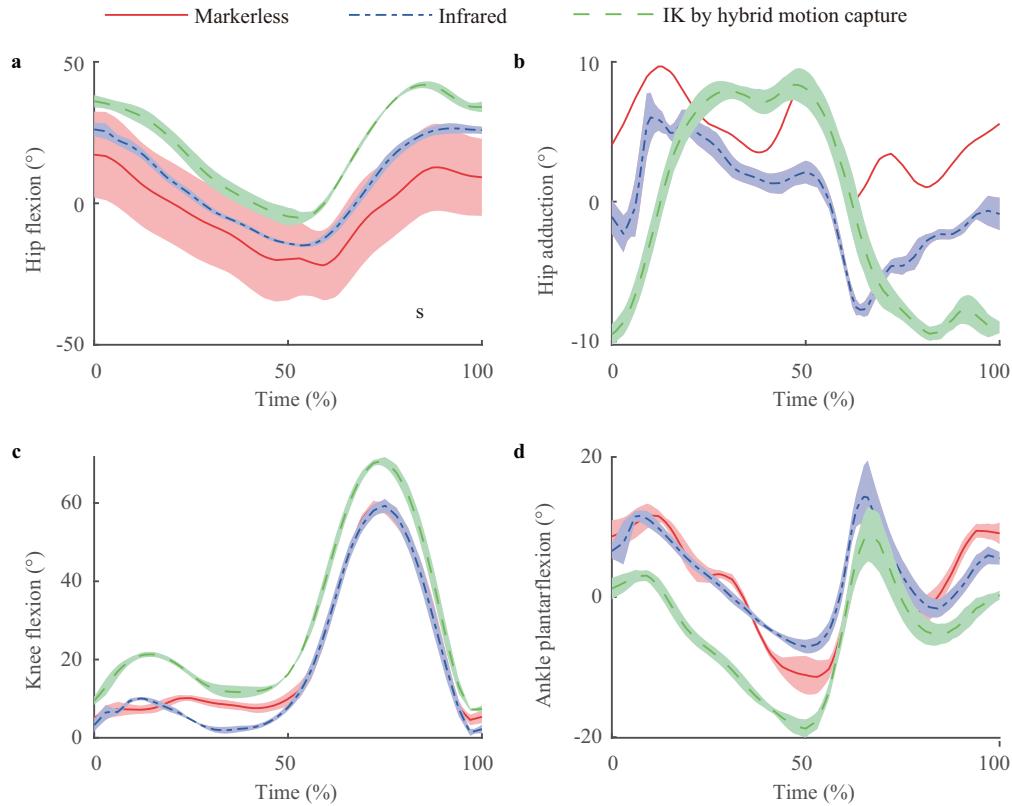 Markerless Infrared IK by hybrid motion capture
a
50
0
-50
Hip flexion (°)
s
0 50 100
Time (%)
b
10
0
-10
Hip adduction (°)
0 50 100
Time (%)
c
60
40
20
0
Knee flexion (°)
0 50 100
Time (%)
d
20
0
-20
Ankle plantarflexion (°)
0 50 100
Time (%)